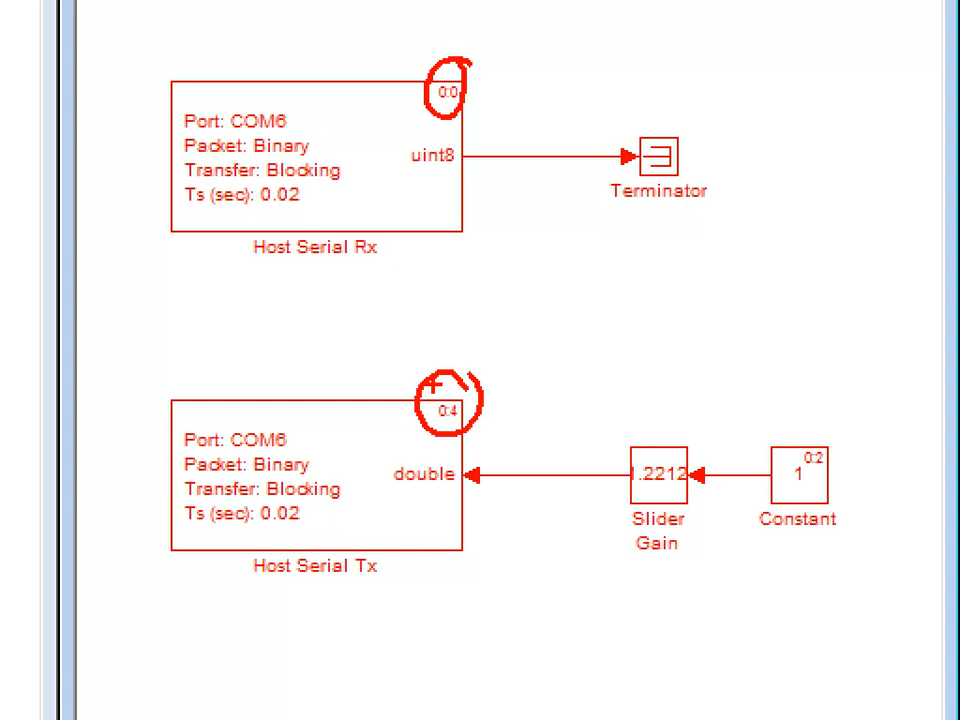 0:0
Port: COM6
Packet: Binary
Transfer: Blocking
Ts (sec): 0.02
uint8
Host Serial Rx
Terminator
0:4
Port: COM6
Packet: Binary
Transfer: Blocking
Ts (sec): 0.02
double
Host Serial Tx
1.2212
Slider
Gain
0:2
1
Constant